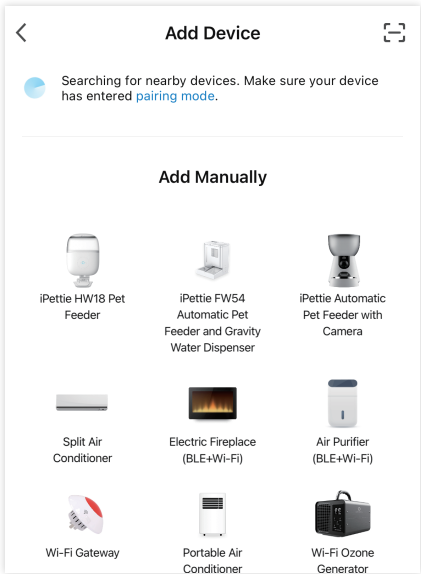 Add Device
Searching for nearby devices. Make sure your device
has entered pairing mode.
Add Manually
iPettie HW18 Pet
Feeder
iPettie FW54
Automatic Pet
Feeder and Gravity
Water Dispenser
iPettie Automatic
Pet Feeder with
Camera
Split Air
Conditioner
Electric Fireplace
(BLE+Wi-Fi)
Air Purifier
(BLE+Wi-Fi)
Wi-Fi Gateway
Portable Air
Conditioner
Wi-Fi Ozone
Generator